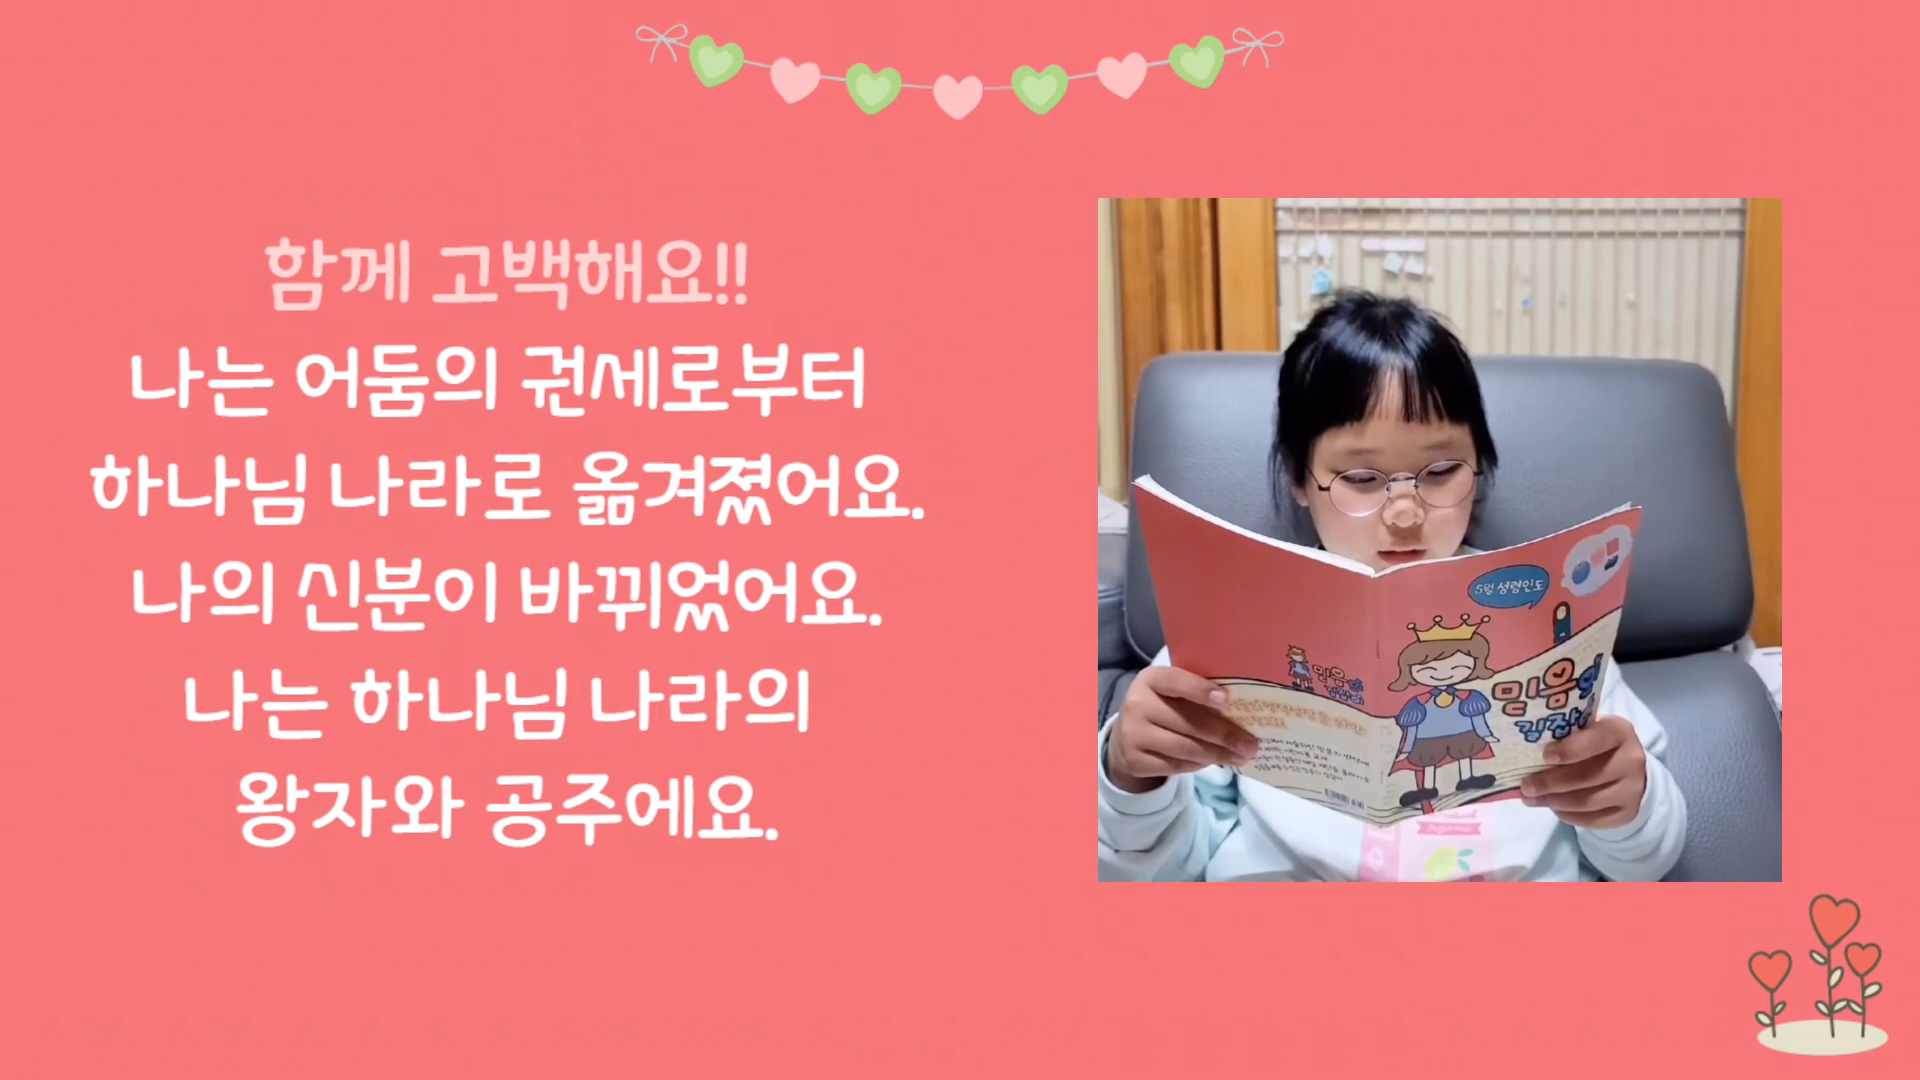 함께 고백해요!!
나는 어둠의 권세로부터
하나님 나라로 옮겨졌어요.
나의 신분이 바뀌었어요.
나는 하나님 나라의
왕자와 공주에요.
5월 성령인도
믿음의
믿음의